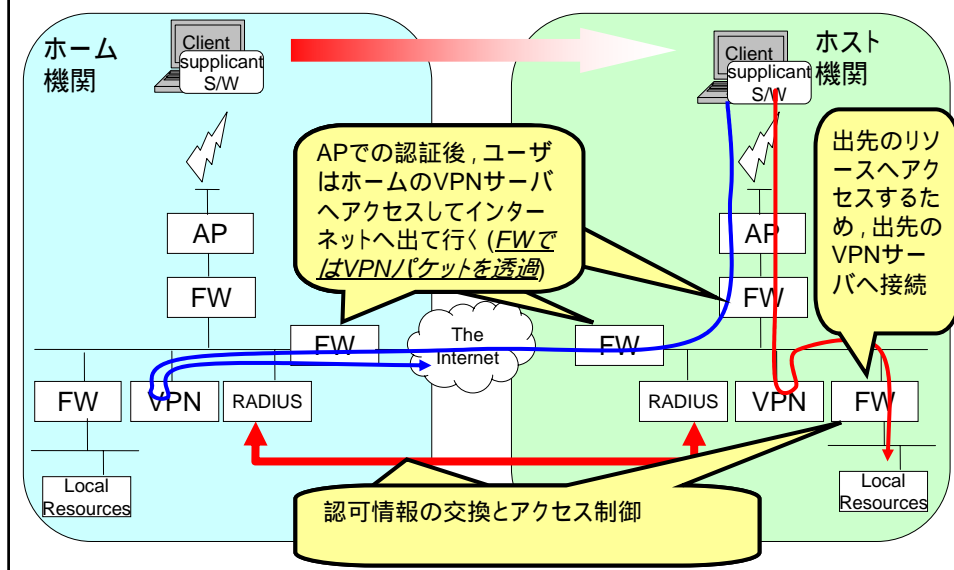 ホーム
機関
Client
supplicant
S/W
AP
FW
FW
FW
VPN
RADIUS
Local
Resources
APでの認証後，ユーザ
はホームのVPNサーバ
へアクセスしてインター
ネットへ出て行く（FWで
はVPNパケットを透過）
The
Internet
ホスト
機関
Client
supplicant
S/W
AP
FW
FW
RADIUS
VPN
FW
Local
Resources
出先のリソ
ースへアク
セスするた
め，出先の
VPNサー
バへ接続
認可情報の交換とアクセス制御